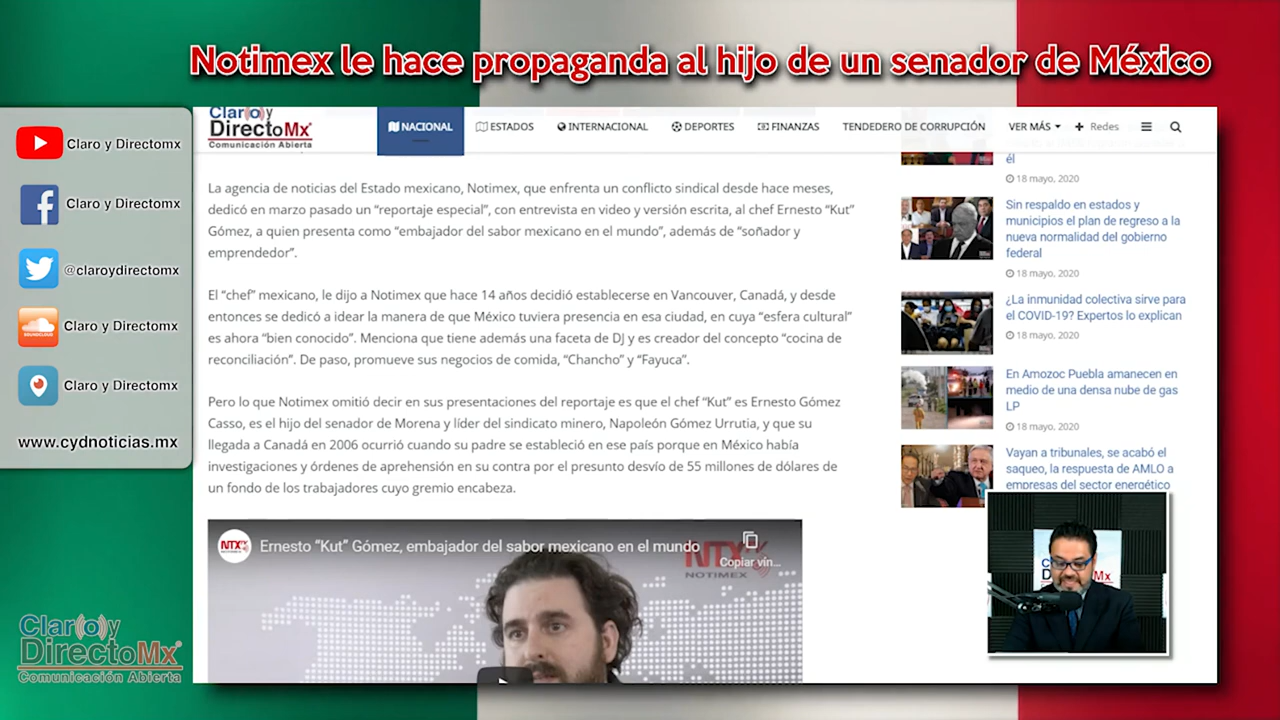 Notimex le hace propaganda al hijo de un senador de México
Claro y Directomx
Claro y Directomx
@claroydirectomx
SOUNDCLOUD
Claro y Directomx
Claro y Directomx
www.cydnoticias.mx
Claroy
DirectoMx
Comunicación Abierta
Claroy
DirectoMx
Comunicación Abierta
NACIONAL
ESTADOS
INTERNACIONAL
DEPORTES
FINANZAS
TENDEDERO DE CORRUPCIÓN
VER MÁS
Redes
La agencia de noticias del Estado mexicano, Notimex, que enfrenta un conflicto sindical desde hace meses,
dedicó en marzo pasado un “reportaje especial”, con entrevista en video y versión escrita, al chef Ernesto “Kut”
Gómez, a quien presenta como “embajador del sabor mexicano en el mundo”, además de “soñador y
emprendedor”.
El “chef” mexicano, le dijo a Notimex que hace 14 años decidió establecerse en Vancouver, Canadá, y desde
entonces se dedicó a idear la manera de que México tuviera presencia en esa ciudad, en cuya “esfera cultural”
es ahora “bien conocido”. Menciona que tiene además una faceta de DJ y es creador del concepto “cocina de
reconciliación”. De paso, promueve sus negocios de comida, “Chancho” y “Fayuca”.
Pero lo que Notimex omitió decir en sus presentaciones del reportaje es que el chef “Kut” es Ernesto Gómez
Casso, es el hijo del senador de Morena y líder del sindicato minero, Napoleón Gómez Urrutia, y que su
llegada a Canadá en 2006 ocurrió cuando su padre se estableció en ese país porque en México había
investigaciones y órdenes de aprehensión en su contra por el presunto desvío de 55 millones de dólares de
un fondo de los trabajadores cuyo gremio encabeza.
NTX
Ernesto “Kut” Gómez, embajador del sabor mexicano en el mundo
Copiar vín...
NTX
NOTIMEX
él
18 mayo, 2020
Sin respaldo en estados y
municipios el plan de regreso a la
nueva normalidad del gobierno
federal
18 mayo, 2020
¿La inmunidad colectiva sirve para
el COVID-19? Expertos lo explican
18 mayo, 2020
En Amozoc Puebla amanecen en
medio de una densa nube de gas
LP
18 mayo, 2020
Vayan a tribunales, se acabó el
saqueo, la respuesta de AMLO a
empresas del sector energético